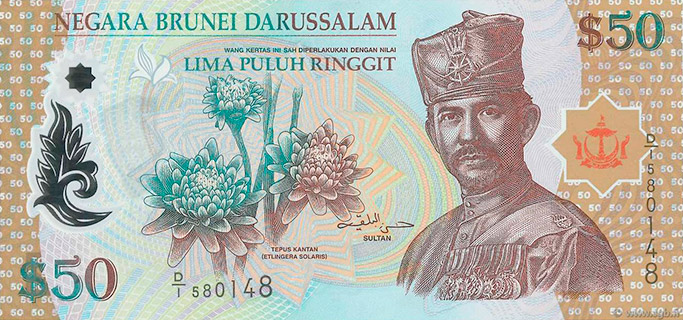 NEGARA BRUNEI DARUSSALAM
$50
WANG KERTAS INI SAH DIPERLAKUKAN DENGAN NILAI
LIMA PULUH RINGGIT
D/1 580148
SULTAN
TEPUS KANTAN
(ETLINGERA SOLARIS)
$50
D/1 580148